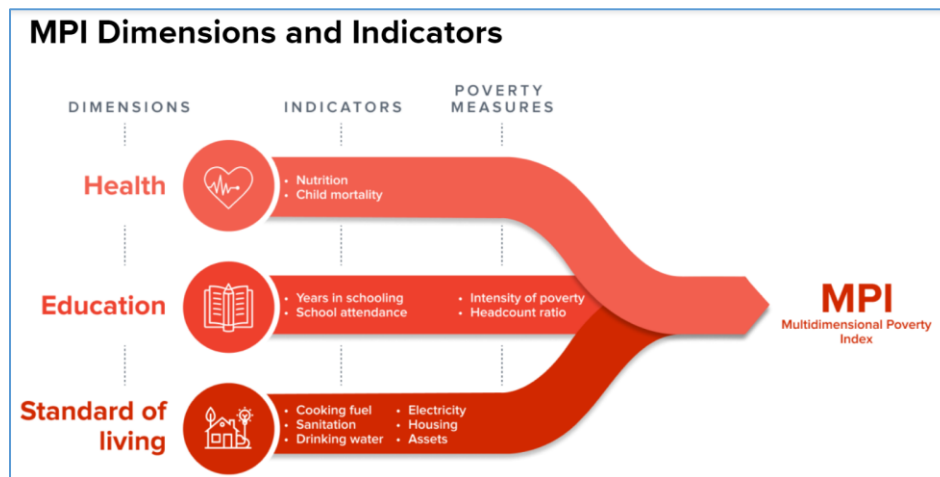 MPI Dimensions and Indicators
DIMENSIONS
INDICATORS
POVERTY
MEASURES
Health
• Nutrition
• Child mortality
Education
• Years in schooling
• School attendance
• Intensity of poverty
• Headcount ratio
Standard of
living
• Cooking fuel
• Sanitation
• Drinking water
• Electricity
• Housing
• Assets
MPI
Multidimensional Poverty
Index